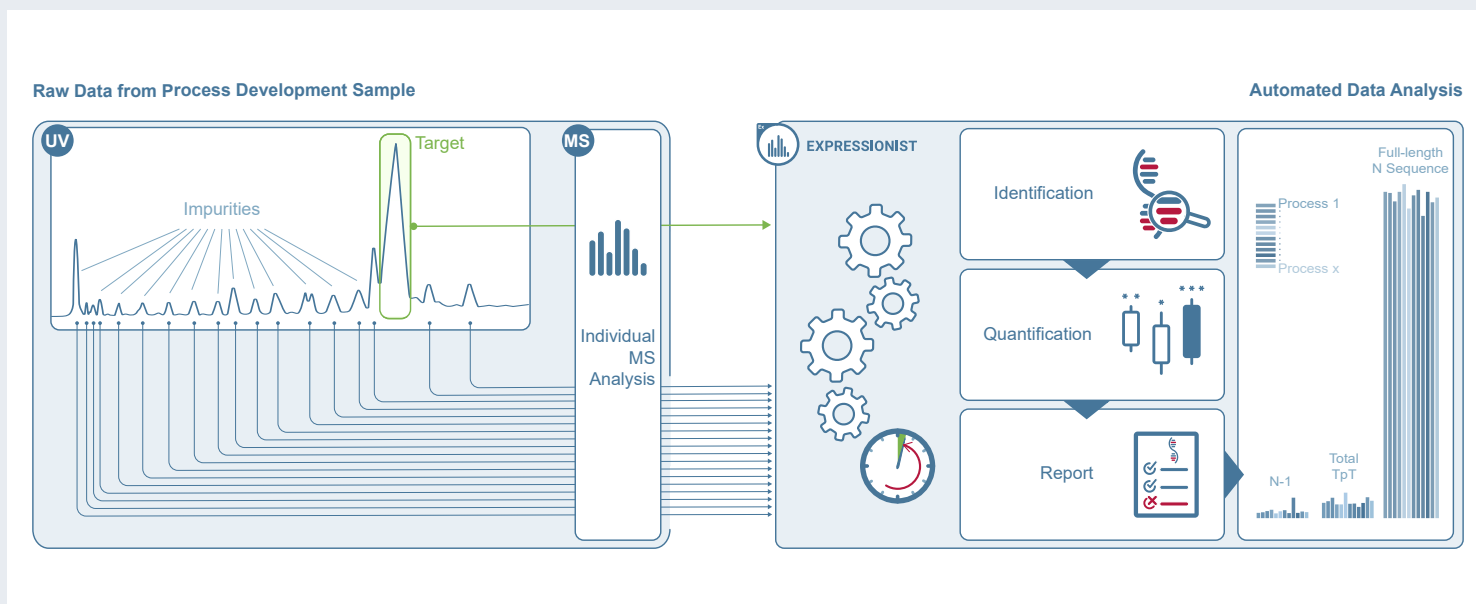 Raw Data from Process Development Sample
Automated Data Analysis
UV
Target
Impurities
MS
Individual
MS
Analysis
EXPRESSIONIST
Identification
Quantification
* *
*
* * *
Report
Full-length
N Sequence
Process 1
Process x
N-1
Total
TpT